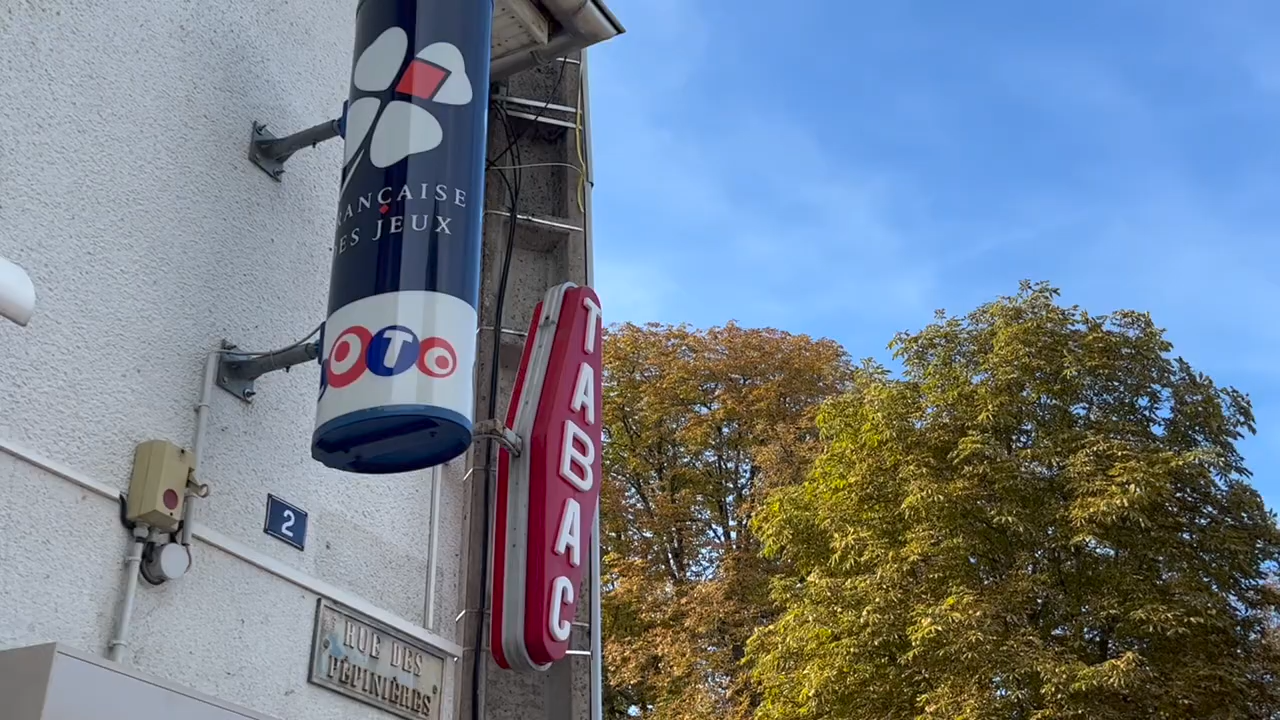 FRANÇAISE
DES JEUX
LOTO
TABAC
2
RUE DES
PÉPINIÈRES